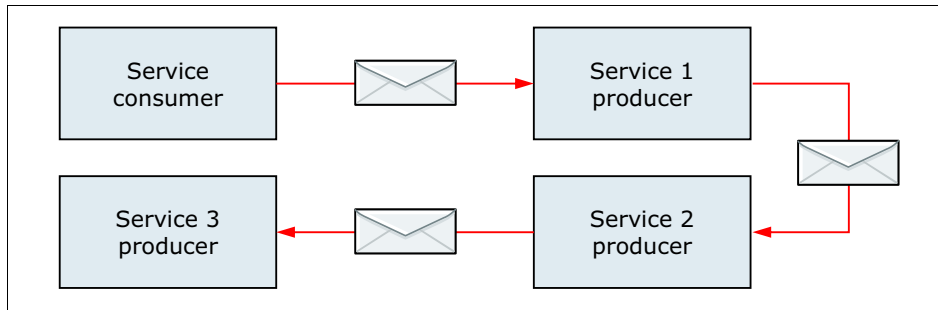 Service
consumer
Service 1
producer
Service 3
producer
Service 2
producer